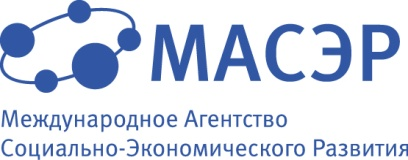 МАСЭР
Международное Агентство
Социально-Экономического Развития